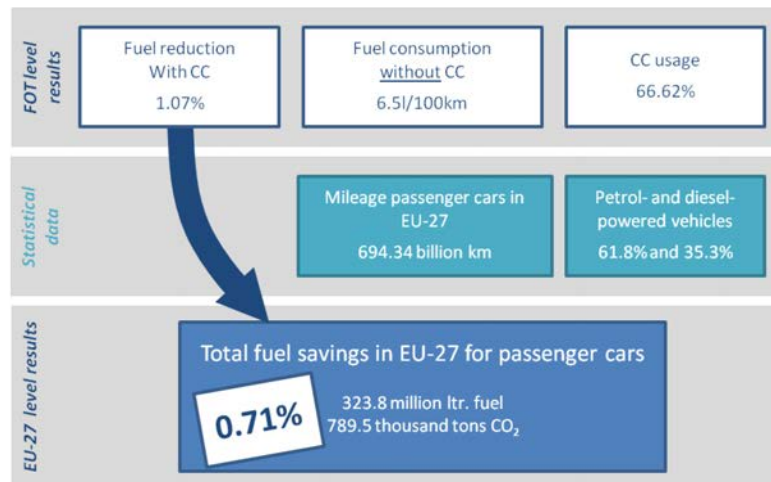 FOT level
results
Fuel reduction
With CC
1.07%
Fuel consumption
without CC
6.5l/100km
CC usage
66.62%
Statistical
data
Mileage passenger cars in
EU-27
694.34 billion km
Petrol- and diesel-
powered vehicles
61.8% and 35.3%
EU-27 level results
Total fuel savings in EU-27 for passenger cars
0.71%
323.8 million ltr. fuel
789.5 thousand tons CO₂